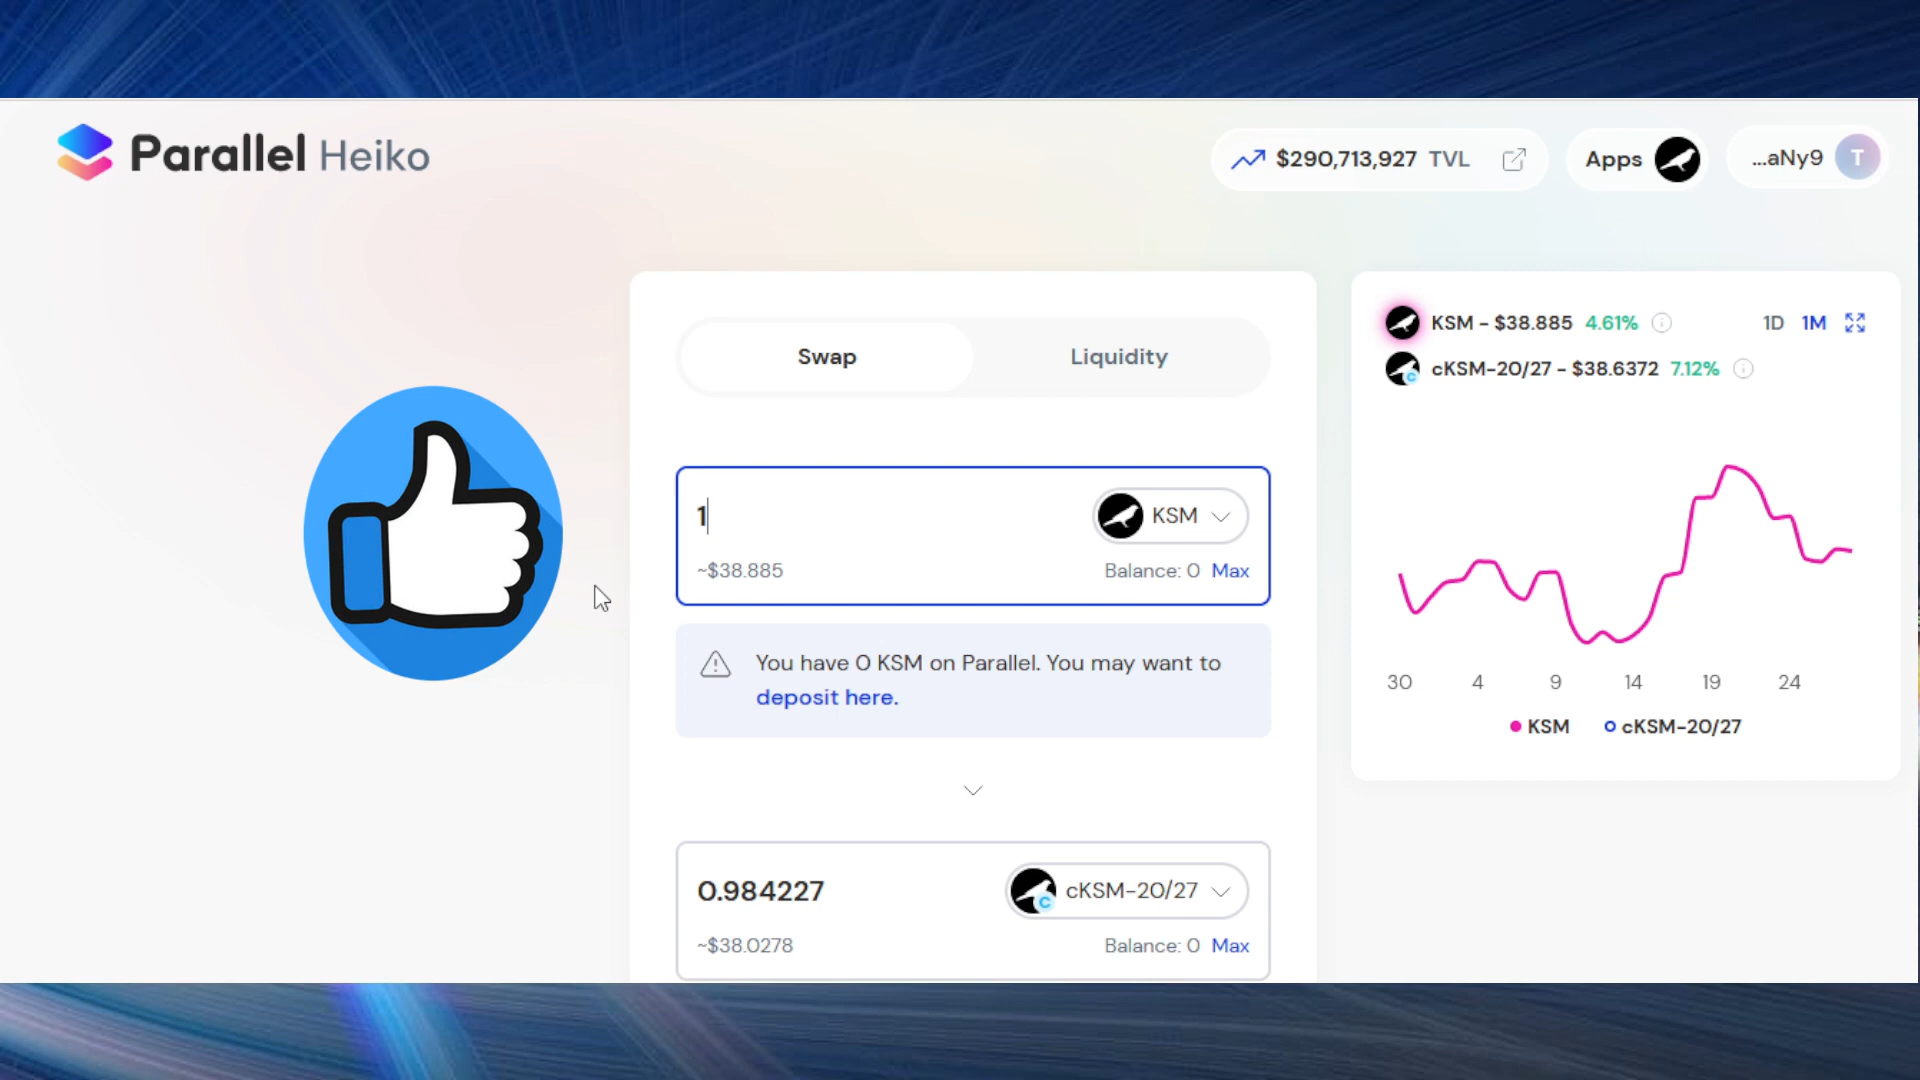 Parallel Heiko
$290,713,927 TVL
Apps
...aNy9 T
Swap
Liquidity
1
KSM
~$38.885
Balance: 0 Max
You have 0 KSM on Parallel. You may want to
deposit here.
0.984227
C
cKSM-20/27
~$38.0278
Balance: 0 Max
KSM - $38.885 4.61%
1D 1M
C
cKSM-20/27 - $38.6372 7.12%
30 4 9 14 19 24
KSM cKSM-20/27